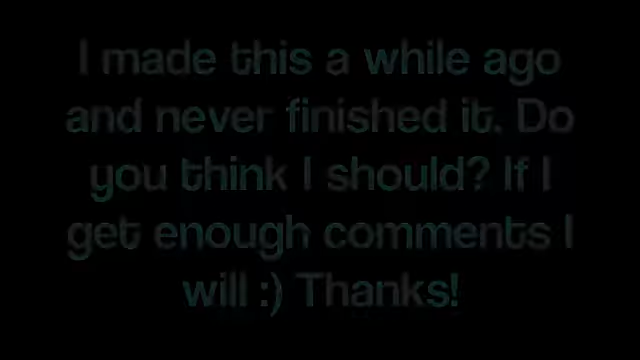 I made this a while ago
and never finished it. Do
you think I should? If I
get enough comments I
will :) Thanks!